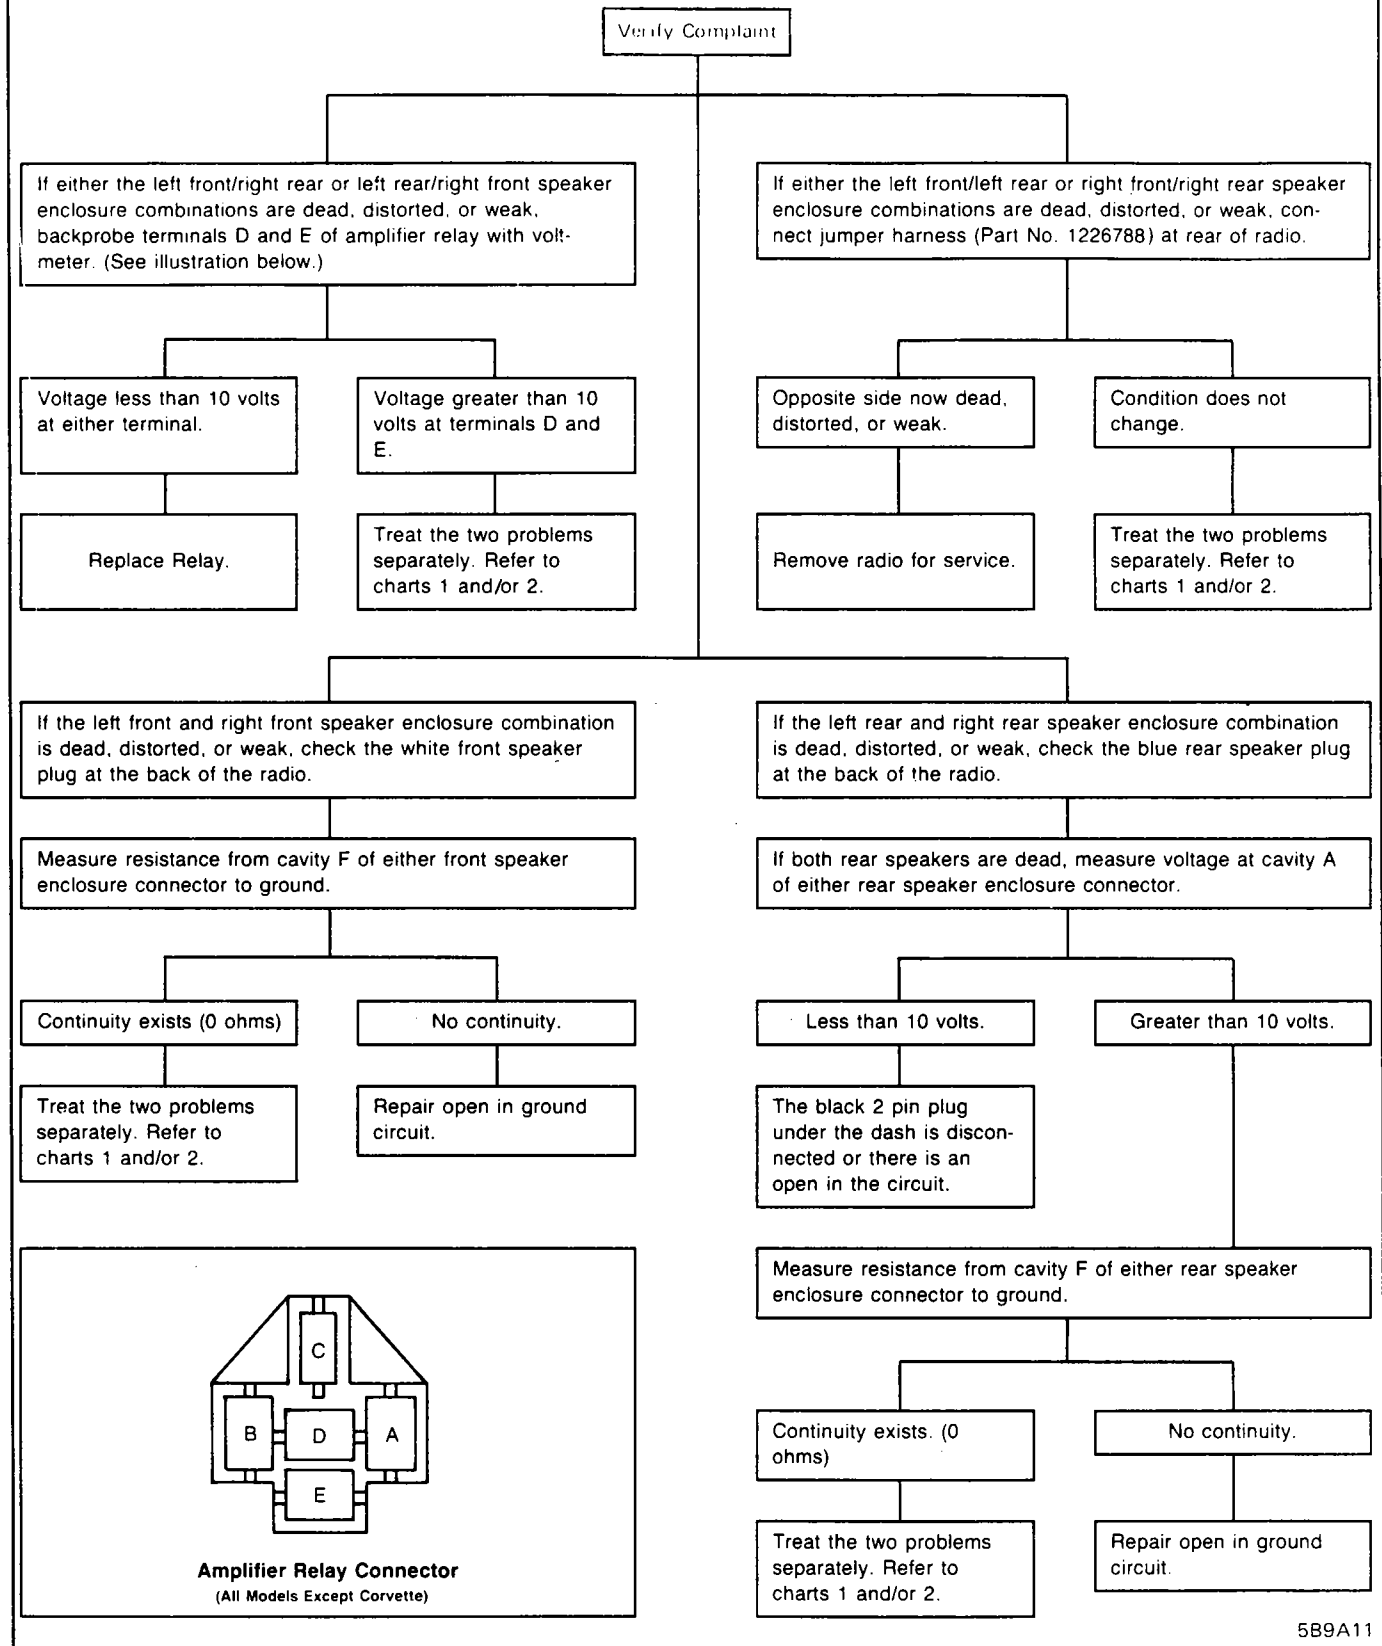 Verify Complaint
If either the left front/right rear or left rear/right front speaker
enclosure combinations are dead, distorted, or weak,
backprobe terminals D and E of amplifier relay with volt-
meter. (See illustration below.)
If either the left front/left rear or right front/right rear speaker
enclosure combinations are dead, distorted, or weak, con-
nect jumper harness (Part No. 1226788) at rear of radio.
Voltage less than 10 volts
at either terminal.
Voltage greater than 10
volts at terminals D and
E.
Opposite side now dead,
distorted, or weak.
Condition does not
change.
Replace Relay.
Treat the two problems
separately. Refer to
charts 1 and/or 2.
Remove radio for service.
Treat the two problems
separately. Refer to
charts 1 and/or 2.
If the left front and right front speaker enclosure combination
is dead, distorted, or weak, check the white front speaker
plug at the back of the radio.
If the left rear and right rear speaker enclosure combination
is dead, distorted, or weak, check the blue rear speaker plug
at the back of the radio.
Measure resistance from cavity F of either front speaker
enclosure connector to ground.
If both rear speakers are dead, measure voltage at cavity A
of either rear speaker enclosure connector.
Continuity exists (0 ohms)
No continuity.
Less than 10 volts.
Greater than 10 volts.
Treat the two problems
separately. Refer to
charts 1 and/or 2.
Repair open in ground
circuit.
The black 2 pin plug
under the dash is discon-
nected or there is an
open in the circuit.
Measure resistance from cavity F of either rear speaker
enclosure connector to ground.
C
B
D
A
E
Amplifier Relay Connector
(All Models Except Corvette)
Continuity exists. (0
ohms)
No continuity.
Treat the two problems
separately. Refer to
charts 1 and/or 2.
Repair open in ground
circuit.
5B9A11